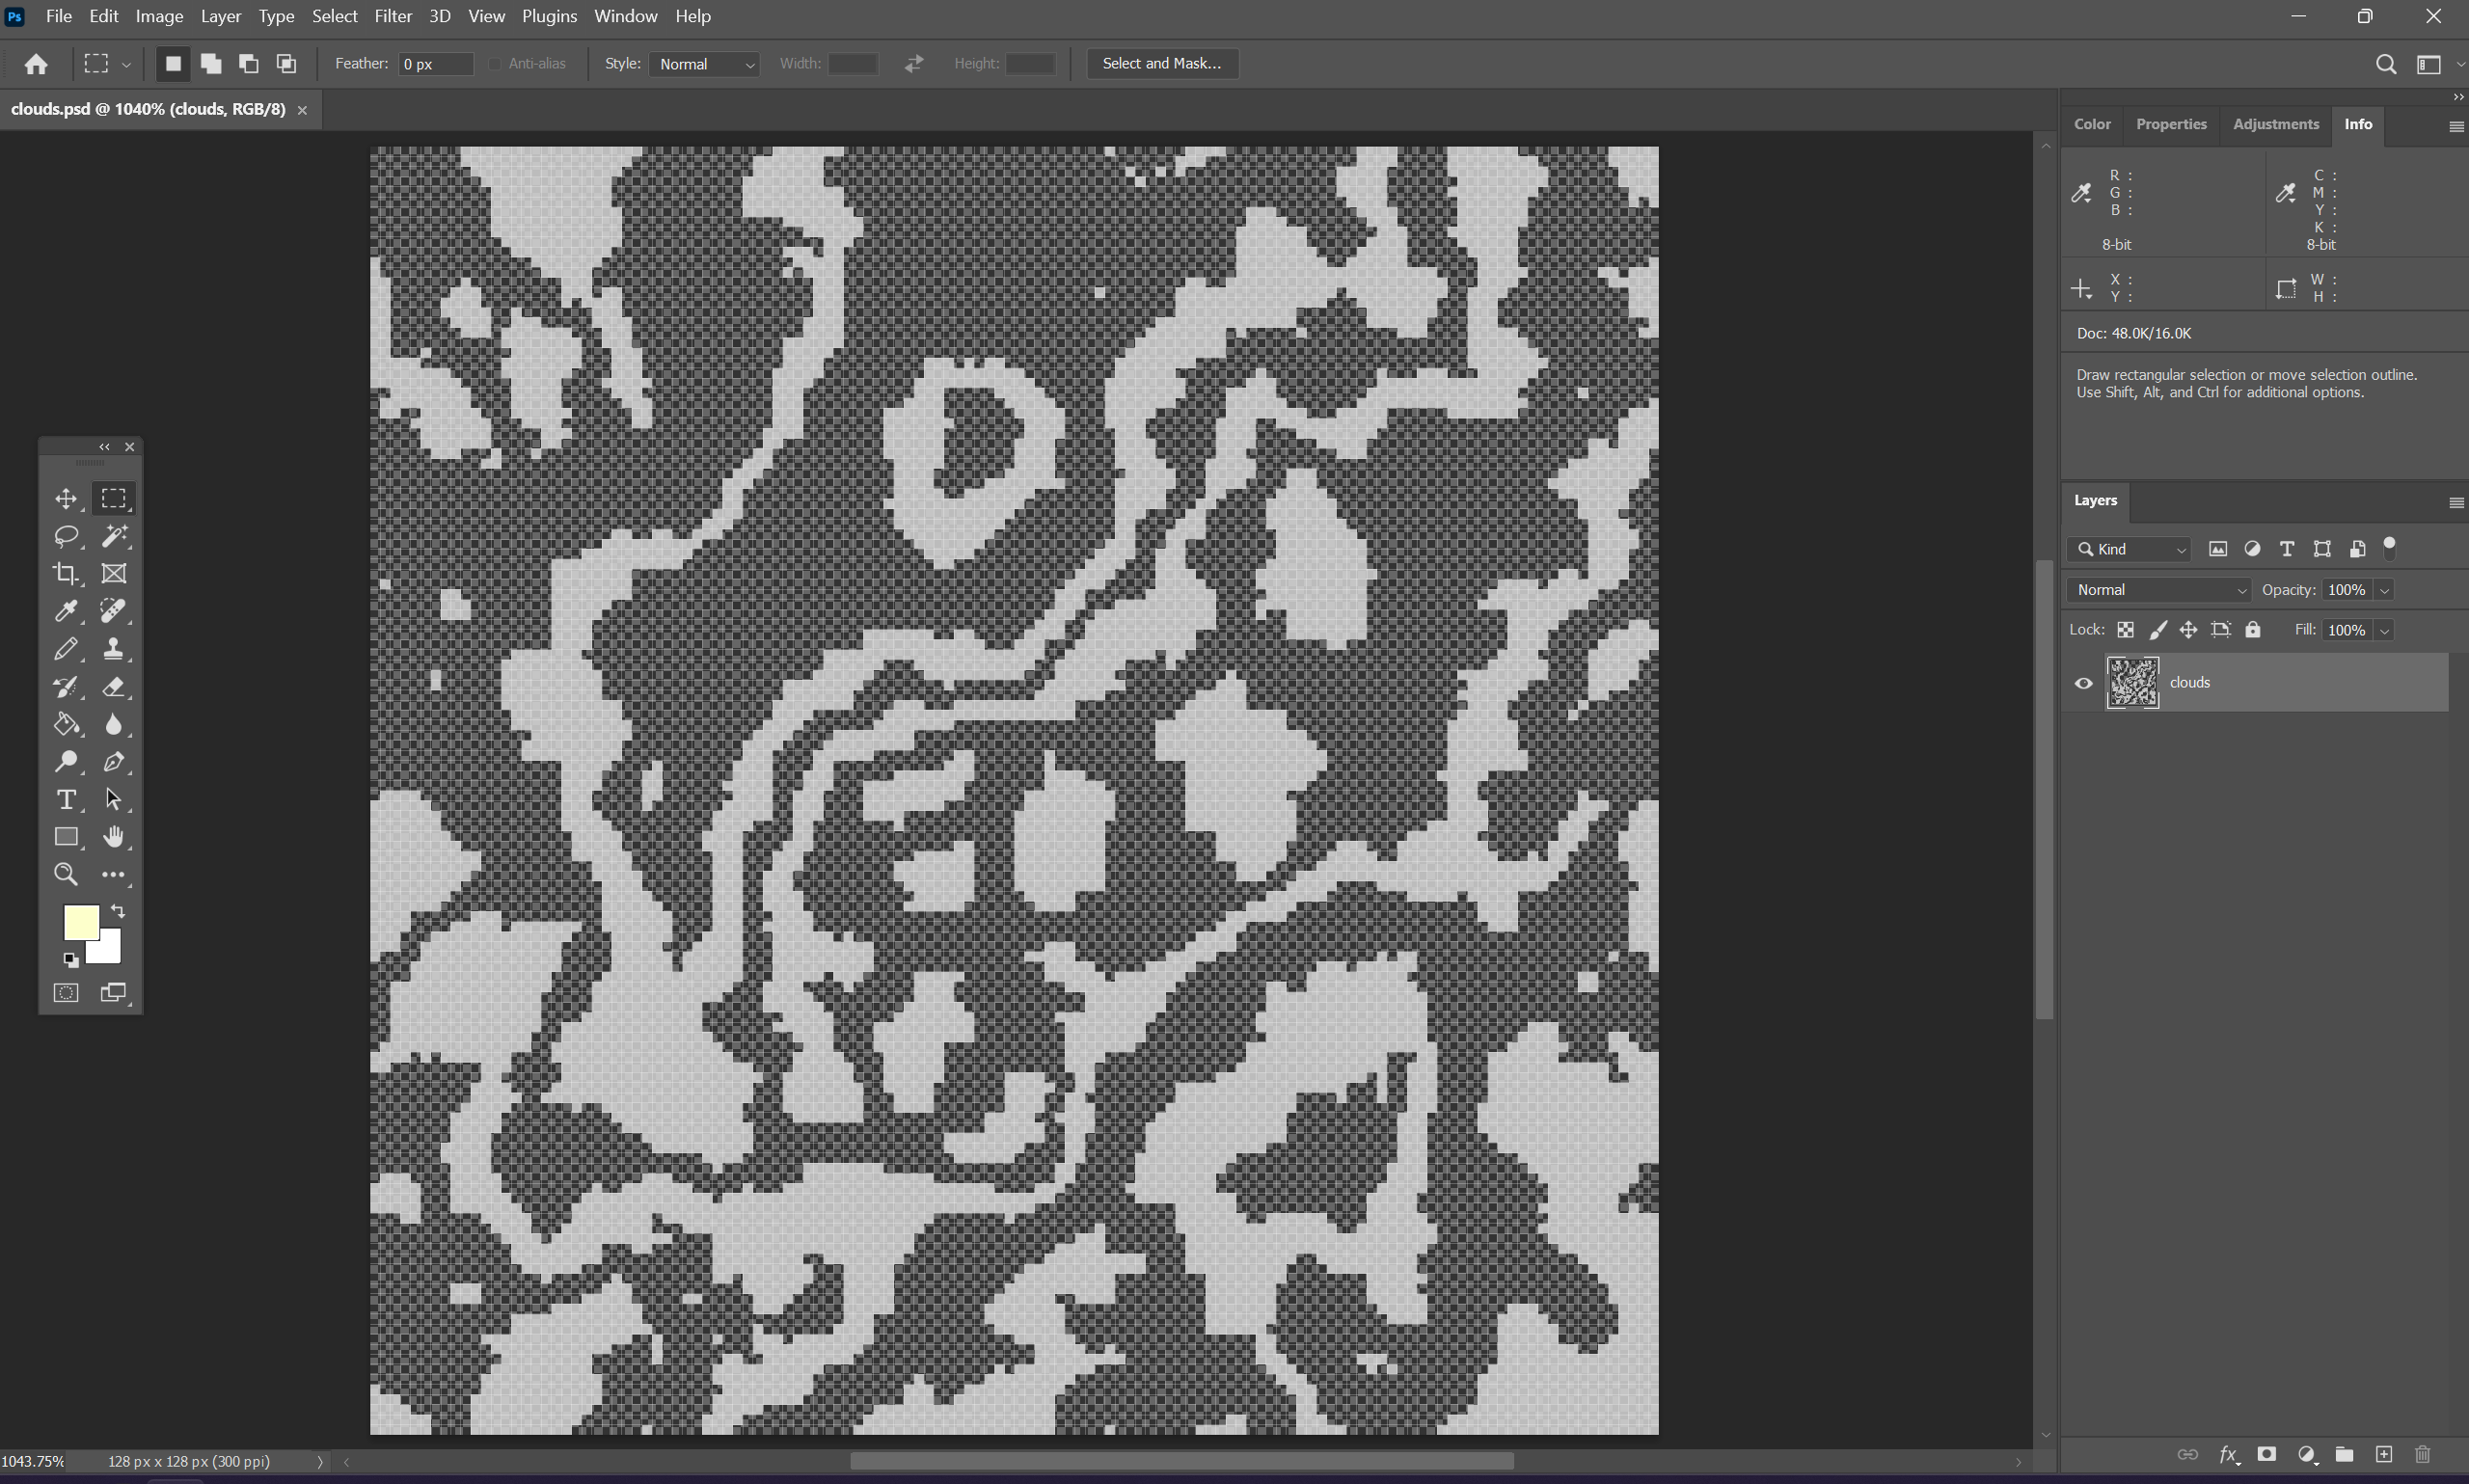 Ps File Edit Image Layer Type Select Filter 3D View Plugins Window Help
Feather: 0 px Anti-alias Style: Normal Width: Height: Select and Mask...
clouds.psd @ 1040% (clouds, RGB/8)
Color Properties Adjustments Info
R : C :
G : M :
B : Y :
K :
8-bit 8-bit
X : W :
Y : H :
Doc: 48.0K/16.0K
Draw rectangular selection or move selection outline.
Use Shift, Alt, and Ctrl for additional options.
Layers
Kind
Normal Opacity: 100%
Lock: Fill: 100%
clouds
1043.75% 128 px x 128 px (300 ppi)